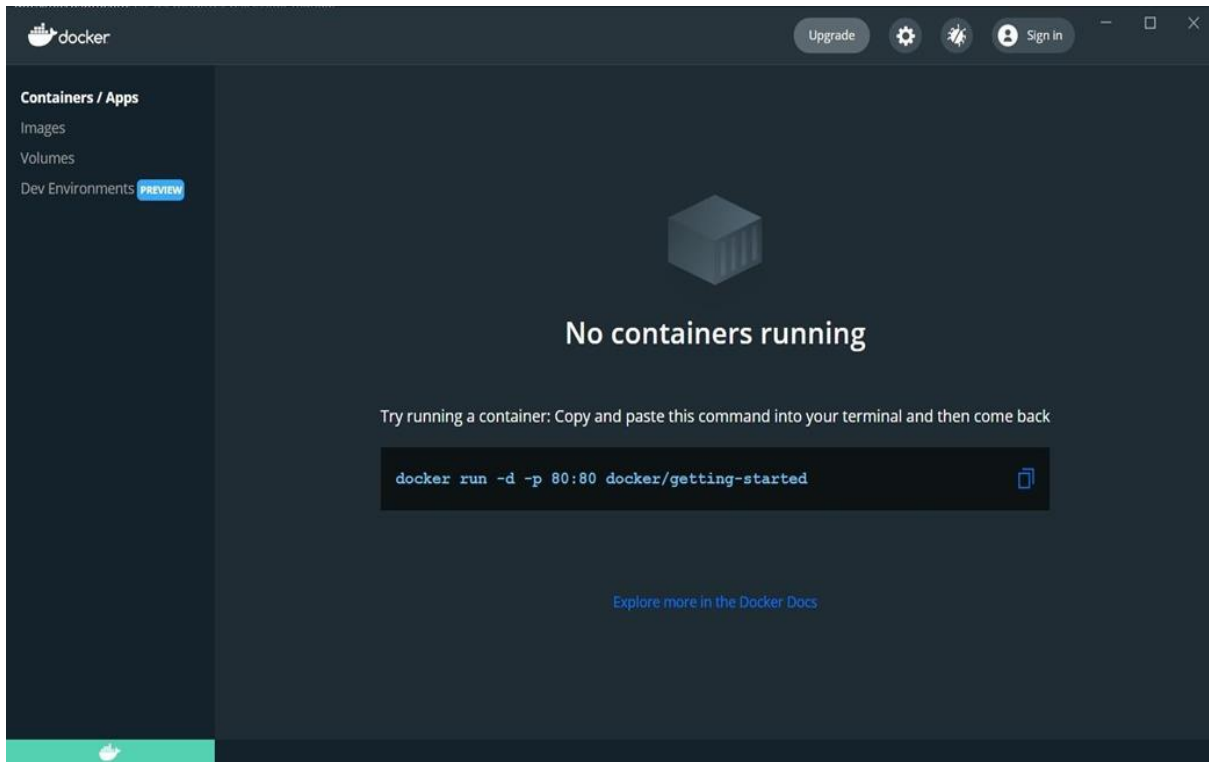 docker
Upgrade
Sign in
Containers / Apps
Images
Volumes
Dev Environments PREVIEW
No containers running
Try running a container: Copy and paste this command into your terminal and then come back
docker run -d -p 80:80 docker/getting-started
Explore more in the Docker Docs